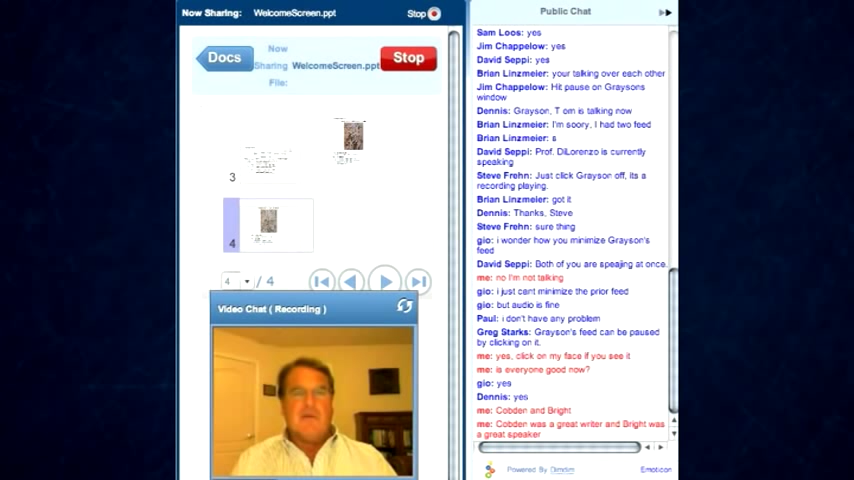 Now Sharing: WelcomeScreen.ppt Stop
Docs
Now
Sharing WelcomeScreen.ppt
File:
Stop
3
4
4 / 4
Video Chat ( Recording )
Public Chat
Sam Loos: yes
Jim Chappelow: yes
David Seppi: yes
Brian Linzmeier: your talking over each other
Jim Chappelow: Hit pause on Graysons
window
Dennis: Grayson, T om is talking now
Brian Linzmeier: I'm soory, I had two feed
Brian Linzmeier: s
David Seppi: Prof. DiLorenzo is currently
speaking
Steve Frehn: Just click Grayson off, its a
recording playing.
Brian Linzmeier: got it
Dennis: Thanks, Steve
Steve Frehn: sure thing
gio: i wonder how you minimize Grayson's
feed
David Seppi: Both of you are speajing at once.
me: no I'm not talking
gio: i just cant minimize the prior feed
gio: but audio is fine
Paul: i don't have any problem
Greg Starks: Grayson's feed can be paused
by clicking on it.
me: yes, click on my face if you see it
me: is everyone good now?
gio: yes
Dennis: yes
me: Cobden and Bright
me: Cobden was a great writer and Bright was
a great speaker
Powered By Dimdim Emoticon